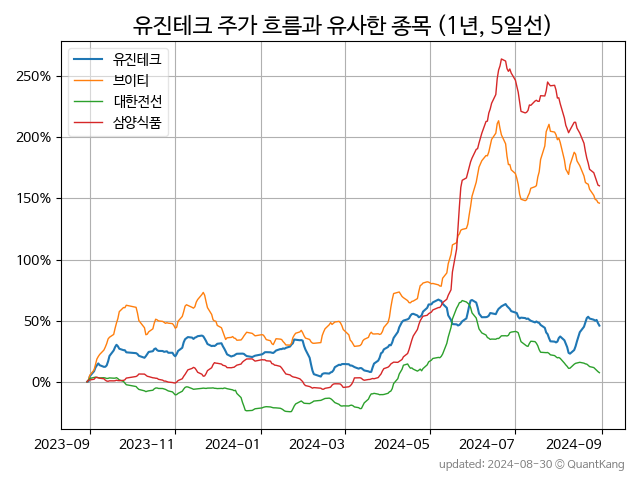 유진테크 주가 흐름과 유사한 종목 (1년, 5일선)
유진테크
브이티
대한전선
삼양식품
250%
200%
150%
100%
50%
0%
2023-09 2023-11 2024-01 2024-03 2024-05 2024-07 2024-09
updated: 2024-08-30 © QuantKang